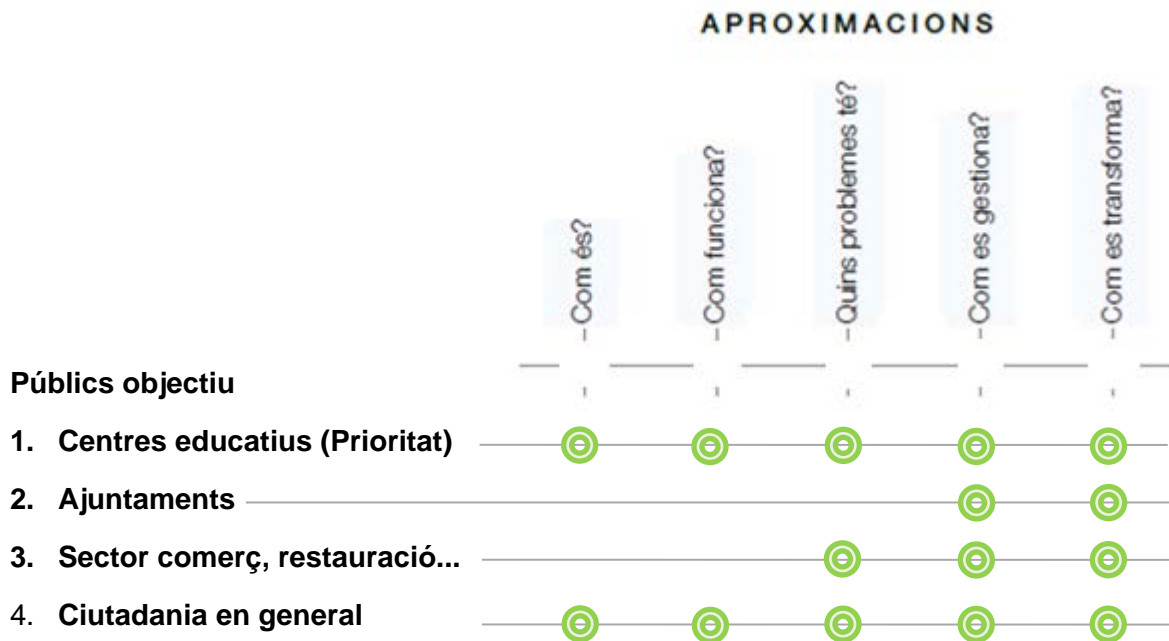 APROXIMACIONS
Com és?
Com funciona?
Quins problemes té?
Com es gestiona?
Com es transforma?
Públics objectiu
1. Centres educatius (Prioritat)
2. Ajuntaments
3. Sector comerç, restauració...
4. Ciutadania en general